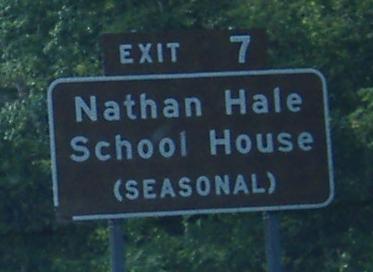 EXIT 7
Nathan Hale
School House
(SEASONAL)